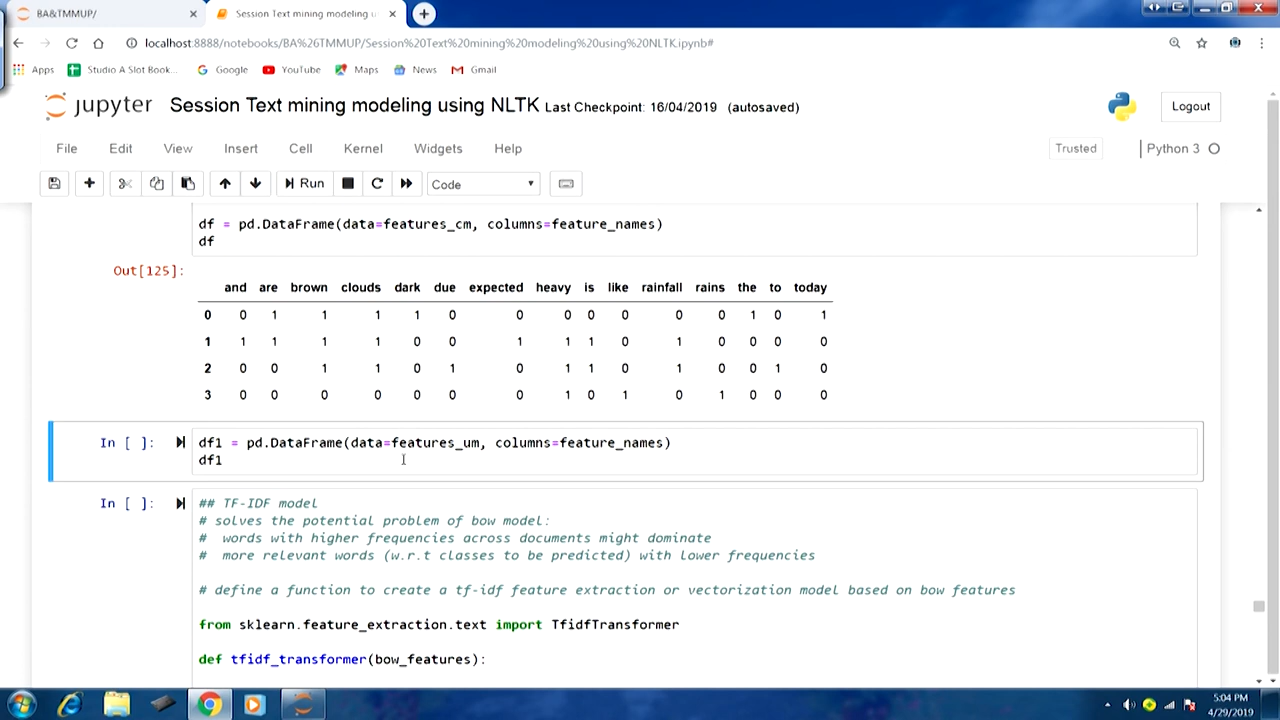 BA&TMMUP/
Session Text mining modeling u
localhost:8888/notebooks/BA%26TMMUP/Session%20Text%20mining%20modeling%20using%20NLTK.ipynb#
Apps Studio A Slot Book... Google YouTube Maps News Gmail
jupyter Session Text mining modeling using NLTK Last Checkpoint: 16/04/2019 (autosaved) Logout
File Edit View Insert Cell Kernel Widgets Help Trusted Python 3
Run Code
df = pd.DataFrame(data=features_cm, columns=feature_names)
df
Out[125]:
and are brown clouds dark due expected heavy is like rainfall rains the to today
0 0 1 1 1 1 0 0 0 0 0 0 0 1 0 1
1 1 1 1 1 0 0 1 1 1 0 1 0 0 0 0
2 0 0 1 1 0 1 0 1 1 0 1 0 0 1 0
3 0 0 0 0 0 0 0 1 0 1 0 1 0 0 0
In [ ]: df1 = pd.DataFrame(data=features_um, columns=feature_names)
df1
In [ ]: ## TF-IDF model
# solves the potential problem of bow model:
# words with higher frequencies across documents might dominate
# more relevant words (w.r.t classes to be predicted) with lower frequencies
# define a function to create a tf-idf feature extraction or vectorization model based on bow features
from sklearn.feature_extraction.text import TfidfTransformer
def tfidf_transformer(bow_features):
5:04 PM
4/29/2019